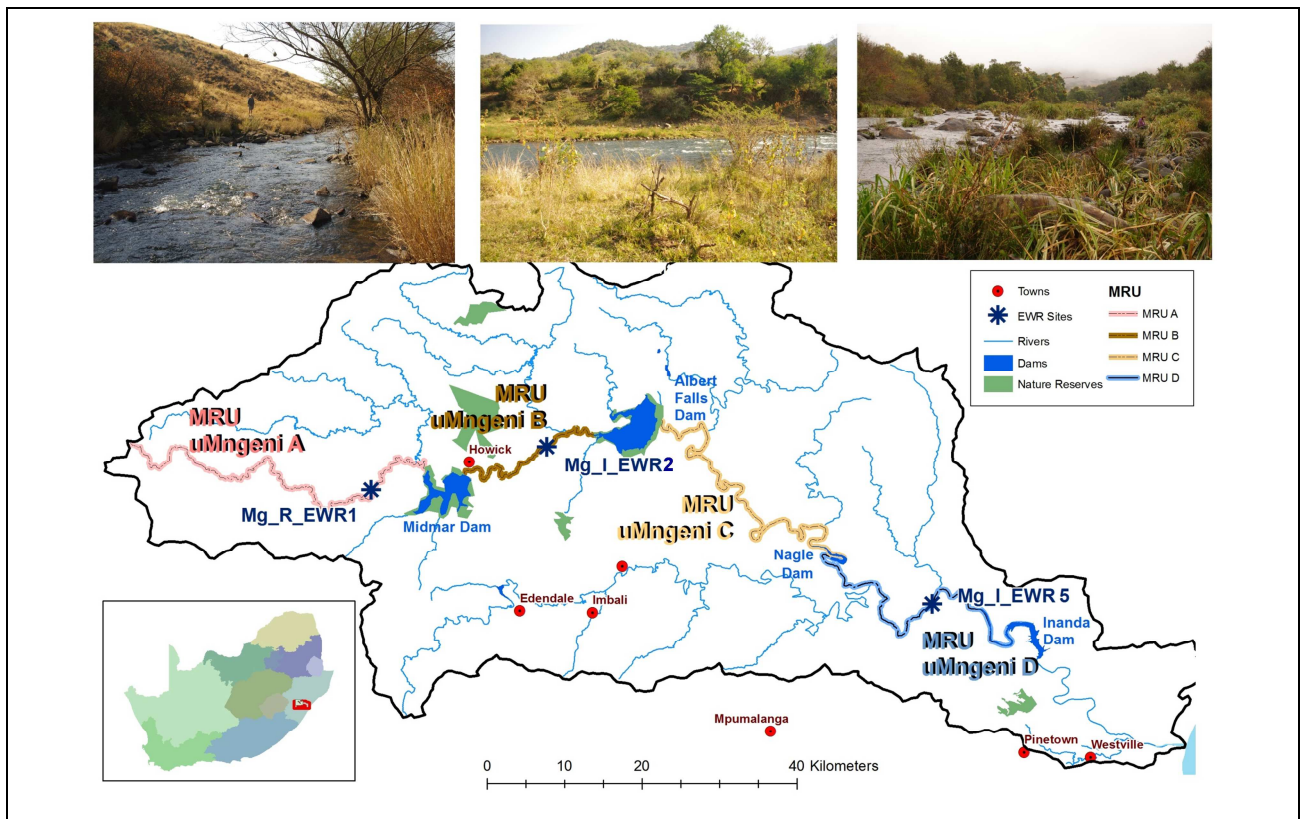 Towns
EWR Sites
Rivers
Dams
Nature Reserves
MRU
MRU A
MRU B
MRU C
MRU D
Albert
Falls
Dam
MRU
uMngeni A
MRU
uMngeni B
Howick
Mg_I_EWR2
Mg_R_EWR1
Midmar Dam
MRU
uMngeni C
Nagle
Dam
Edendale
Imbali
Mg_I_EWR 5
Inanda
Dam
MRU
uMngeni D
Mpumalanga
Pinetown
Westville
0 10 20 40 Kilometers